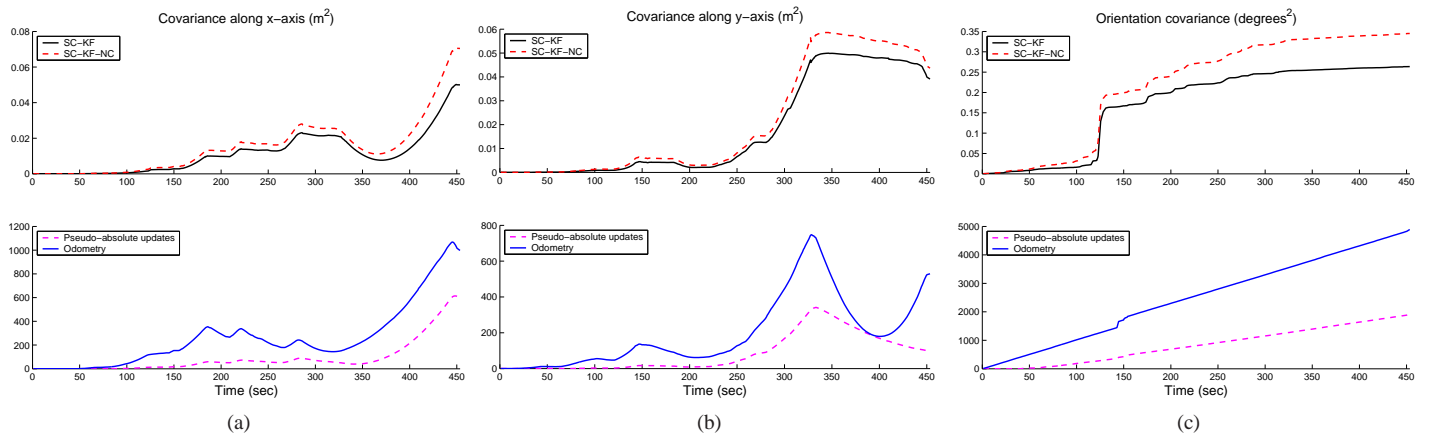 Covariance along x−axis (m²)
SC−KF
SC−KF−NC
0.08
0.06
0.04
0.02
0
0 50 100 150 200 250 300 350 400 450
Pseudo−absolute updates
Odometry
1200
1000
800
600
400
200
0
0 50 100 150 200 250 300 350 400 450
Time (sec)
(a)
Covariance along y−axis (m²)
SC−KF
SC−KF−NC
0.06
0.05
0.04
0.03
0.02
0.01
0
0 50 100 150 200 250 300 350 400 450
Pseudo−absolute updates
Odometry
800
600
400
200
0
0 50 100 150 200 250 300 350 400 450
Time (sec)
(b)
Orientation covariance (degrees²)
SC−KF
SC−KF−NC
0.35
0.3
0.25
0.2
0.15
0.1
0.05
0
0 50 100 150 200 250 300 350 400 450
Pseudo−absolute updates
Odometry
5000
4000
3000
2000
1000
0
0 50 100 150 200 250 300 350 400 450
Time (sec)
(c)